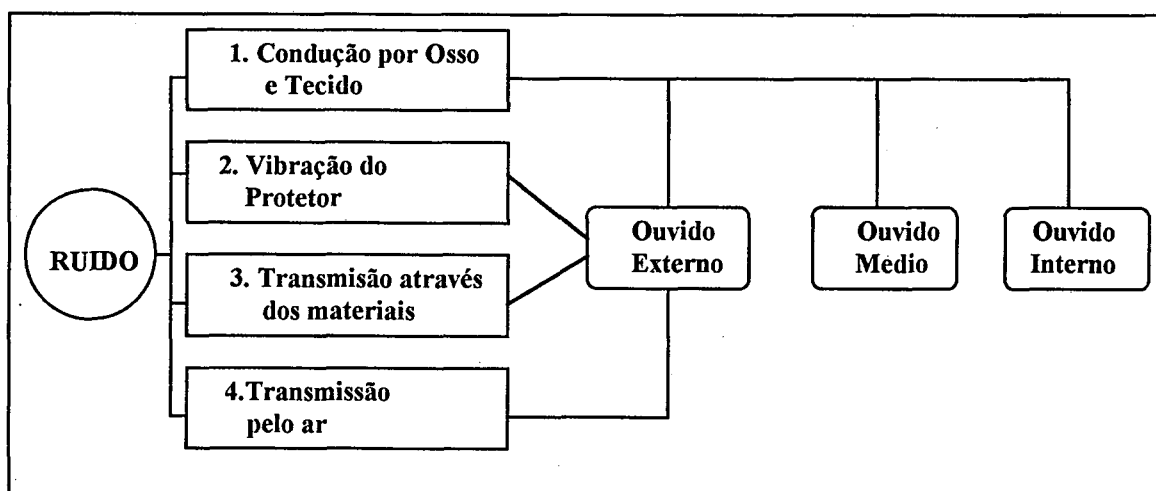 1. Condução por Osso
e Tecido
2. Vibração do
Protetor
RUIDO
3. Transmisão através
dos materiais
4.Transmissão
pelo ar
Ouvido
Externo
Ouvido
Médio
Ouvido
Interno